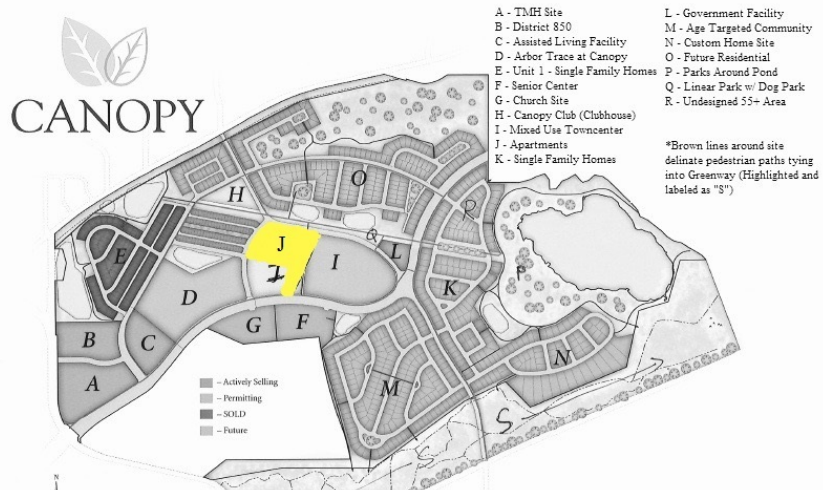 A - TMH Site
B - District 850
C - Assisted Living Facility
D - Arbor Trace at Canopy
E - Unit 1 - Single Family Homes
F - Senior Center
G - Church Site
H - Canopy Club (Clubhouse)
I - Mixed Use Towncenter
J - Apartments
K - Single Family Homes
L - Government Facility
M - Age Targeted Community
N - Custom Home Site
O - Future Residential
P - Parks Around Pond
Q - Linear Park w/ Dog Park
R - Undesigned 55+ Area
*Brown lines around site
delinate pedestrian paths tying
into Greenway (Highlighted and
labeled as "S")
CANOPY
H
O
R
E
J
Q
I
L
P
I
D
K
B
C
G
F
N
A
M
S
– Actively Selling
– Permitting
– SOLD
– Future
N